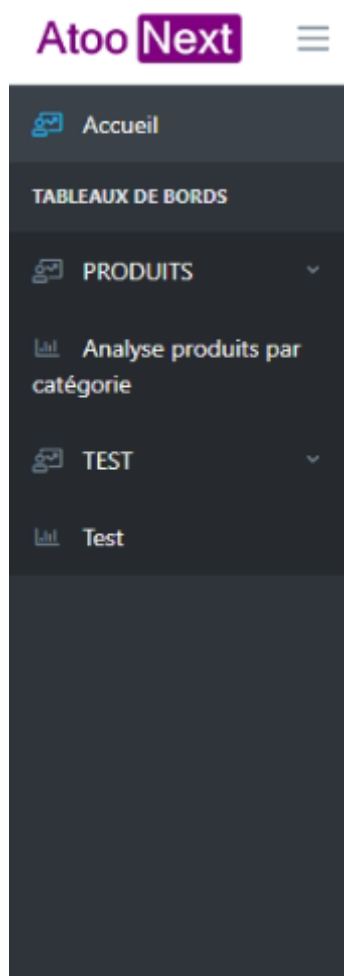 Atoo Next
Accueil
TABLEAUX DE BORDS
PRODUITS
Analyse produits par
catégorie
TEST
Test